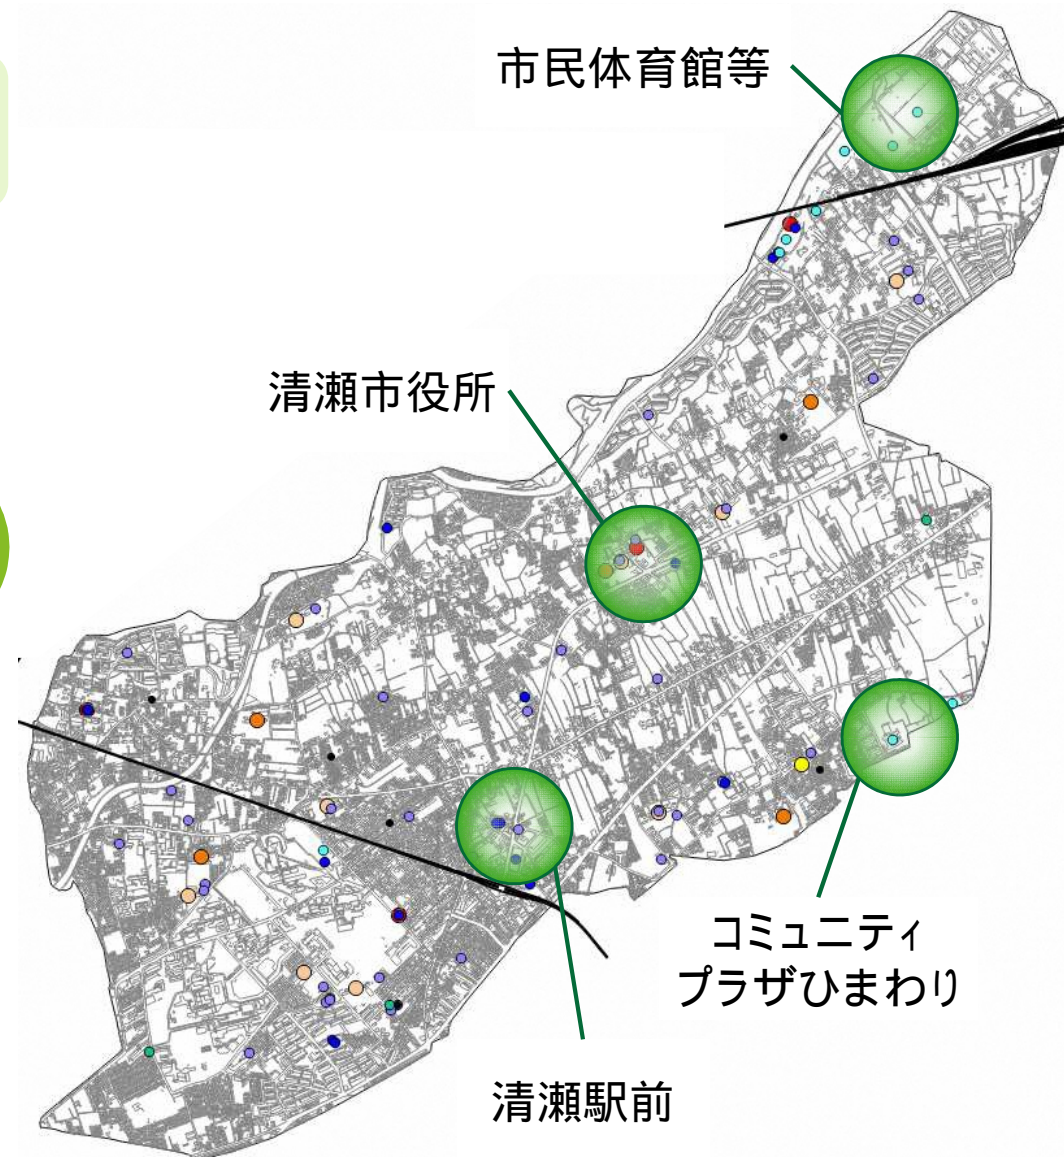 市民体育館等
清瀬市役所
コミュニティ
プラザひまわり
清瀬駅前